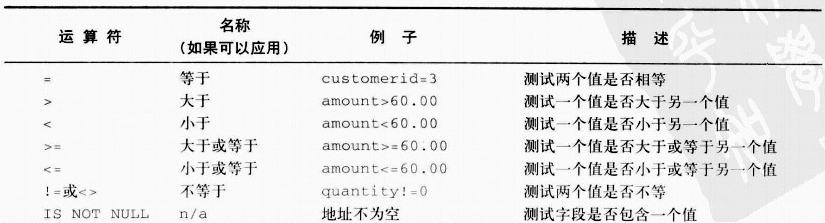 运算符 名称（如果可以应用） 例子 描述
= 等于 customerid=3 测试两个值是否相等
> 大于 amount>60.00 测试一个值是否大于另一个值
< 小于 amount<60.00 测试一个值是否小于另一个值
>= 大于或等于 amount>=60.00 测试一个值是否大于或等于另一个值
<= 小于或等于 amount<=60.00 测试一个值是否小于或等于另一个值
!=或<> 不等于 quantity!=0 测试两个值是否不等
IS NOT NULL n/a 地址不为空 测试字段是否包含一个值